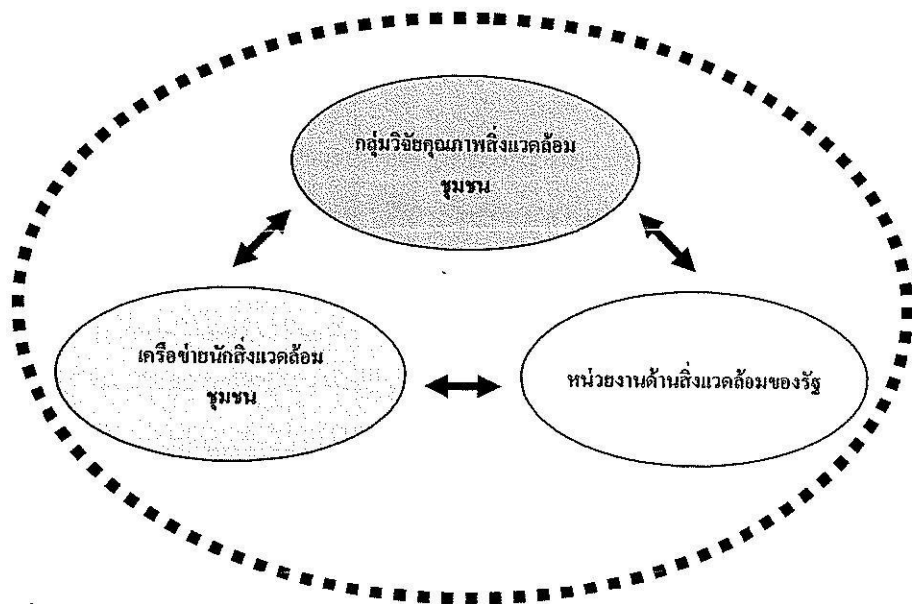 กลุ่มวิจัยคุณภาพสิ่งแวดล้อม
ชุมชน
เครือข่ายนักสิ่งแวดล้อม
ชุมชน
หน่วยงานด้านสิ่งแวดล้อมของรัฐ